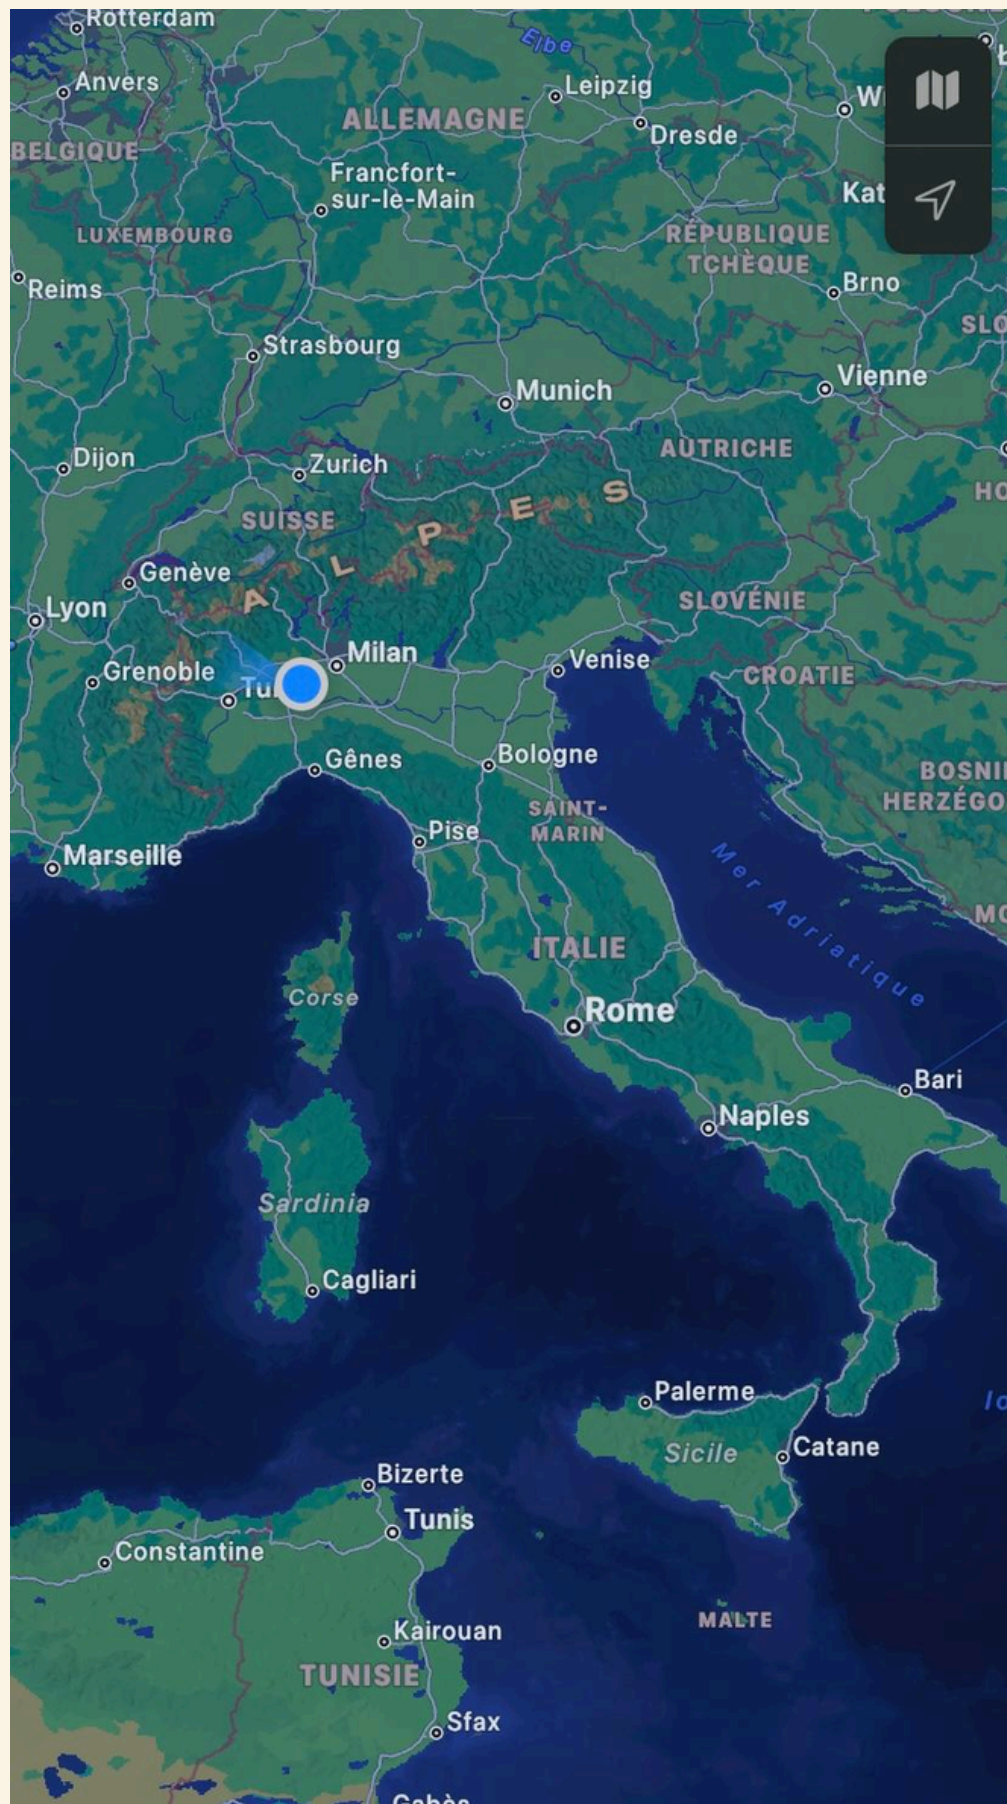 Rotterdam
Elbe
Anvers
Leipzig
ALLEMAGNE
Dresde
BELGIQUE
Francfort-
sur-le-Main
LUXEMBOURG
RÉPUBLIQUE
TCHÈQUE
Reims
Brno
Strasbourg
Munich
Vienne
AUTRICHE
Dijon
Zurich
SUISSE
ALPES
Genève
Lyon
SLOVÉNIE
Milan
Venise
Grenoble
CROATIE
Gênes
Bologne
SAINT-
MARIN
Pise
Marseille
Mer Adriatique
ITALIE
Corse
Rome
Bari
Naples
Sardinia
Cagliari
Palerme
Sicile
Catane
Bizerte
Tunis
Constantine
MALTE
Kairouan
TUNISIE
Sfax
Gabès